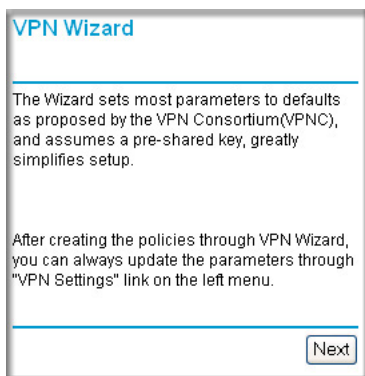 VPN Wizard
The Wizard sets most parameters to defaults
as proposed by the VPN Consortium(VPNC),
and assumes a pre-shared key, greatly
simplifies setup.
After creating the policies through VPN Wizard,
you can always update the parameters through
"VPN Settings" link on the left menu.
Next